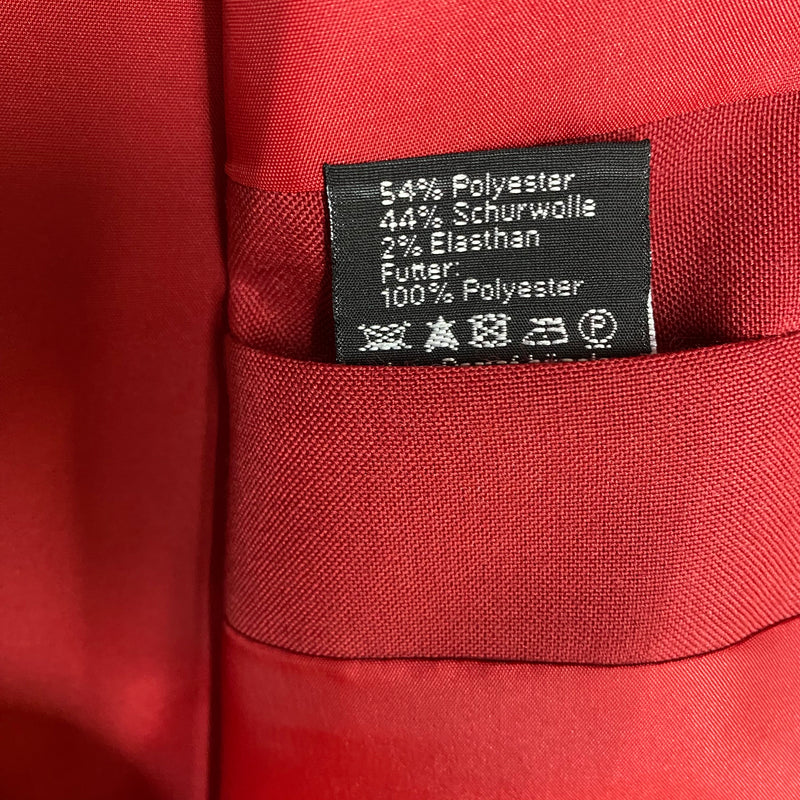 54% Polyester
44% Schurwolle
2% Elasthan
Futter:
100% Polyester
P